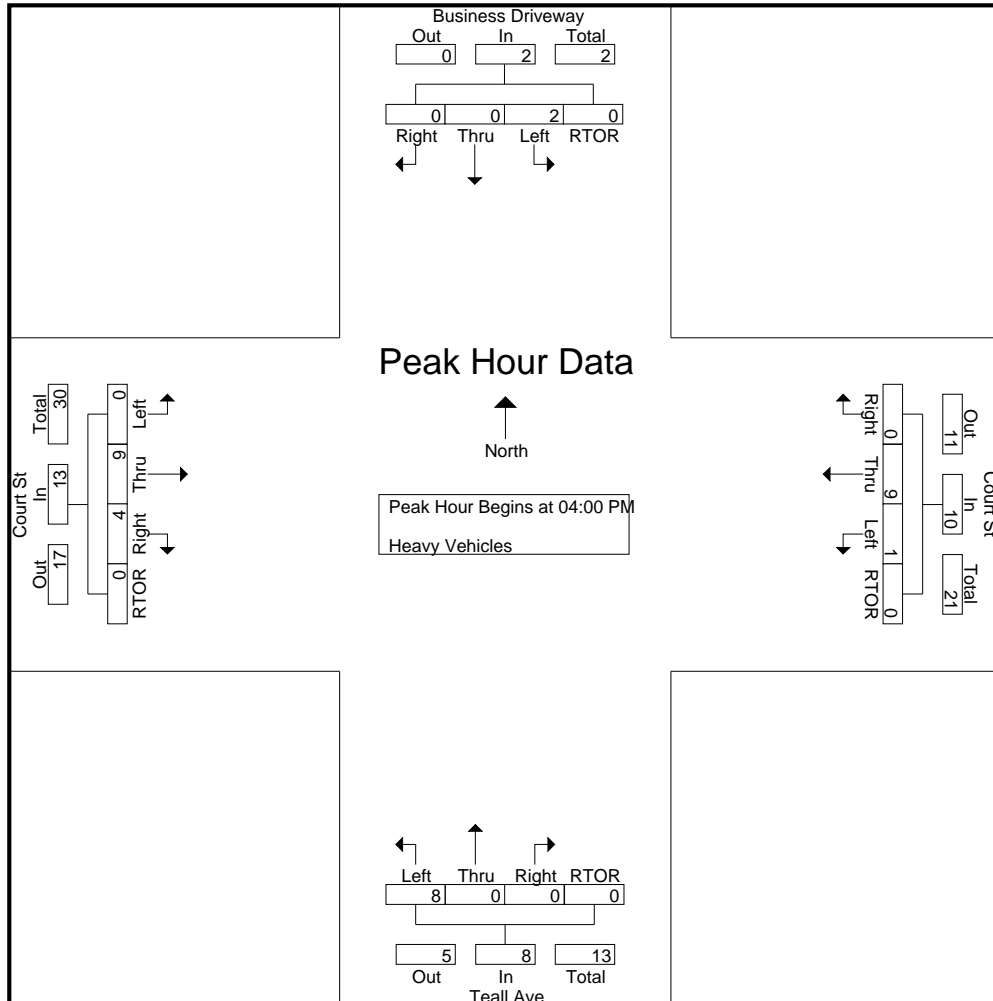 Business Driveway
Out In Total
0 2 2
0 0 2 0
Right Thru Left RTOR
Peak Hour Data
North
Peak Hour Begins at 04:00 PM
Heavy Vehicles
Court St
Total In Out
30 13 17
0 9 4 0
Left Thru Right RTOR
Court St
Out In Total
11 10 21
0 9 1 0
Right Thru Left RTOR
Left Thru Right RTOR
8 0 0 0
5 8 13
Out In Total
Teall Ave